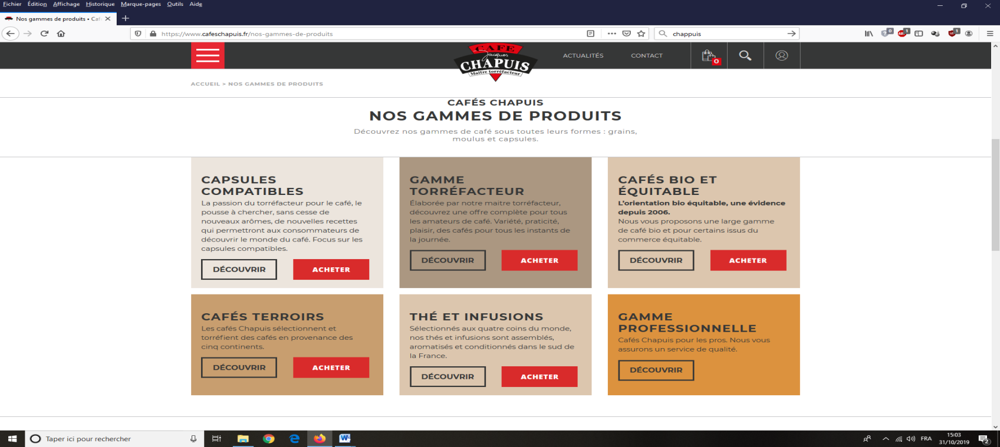 Fichier Édition Affichage Historique Marque-pages Outils Aide
Nos gammes de produits • Caf
https://www.cafeschapuis.fr/nos-gammes-de-produits
chappuis
CAFE
Jacques
CHAPUIS
Maître torréfacteur
ACTUALITÉS CONTACT
0
ACCUEIL > NOS GAMMES DE PRODUITS
CAFÉS CHAPUIS
NOS GAMMES DE PRODUITS
Découvrez nos gammes de café sous toutes leurs formes : grains,
moulus et capsules.
CAPSULES
COMPATIBLES
La passion du torréfacteur pour le café, le
pousse à chercher, sans cesse de
nouveaux arômes, de nouvelles recettes
qui permettront aux consommateurs de
découvrir le monde du café. Focus sur les
capsules compatibles.
DÉCOUVRIR ACHETER
GAMME
TORRÉFACTEUR
Élaborée par notre maitre torréfacteur,
découvrez une offre complète pour tous
les amateurs de café. Variété, praticité,
plaisir, des cafés pour tous les instants de
la journée.
DÉCOUVRIR ACHETER
CAFÉS BIO ET
ÉQUITABLE
L'orientation bio équitable, une évidence
depuis 2006.
Nous vous proposons une large gamme
de café bio et pour certains issus du
commerce équitable.
DÉCOUVRIR ACHETER
CAFÉS TERROIRS
Les cafés Chapuis sélectionnent et
torréfient des cafés en provenance des
cinq continents.
DÉCOUVRIR ACHETER
THÉ ET INFUSIONS
Sélectionnés aux quatre coins du monde,
nos thés et infusions sont assemblés,
aromatisés et conditionnés dans le sud de
la France.
DÉCOUVRIR ACHETER
GAMME
PROFESSIONNELLE
Cafés Chapuis pour les pros. Nous vous
assurons un service de qualité.
DÉCOUVRIR
Taper ici pour rechercher
FRA
15:03
31/10/2019
2